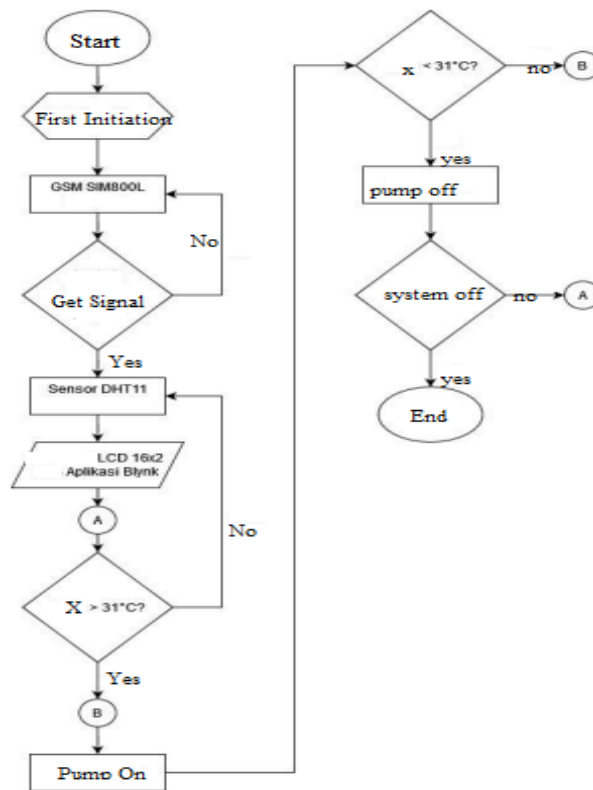 Start
First Initiation
GSM SIM800L
No
Get Signal
Yes
Sensor DHT11
LCD 16x2
Aplikasi Blynk
A
No
X > 31°C?
Yes
B
Pump On
x < 31°C?
no
B
yes
pump off
system off
no
A
yes
End